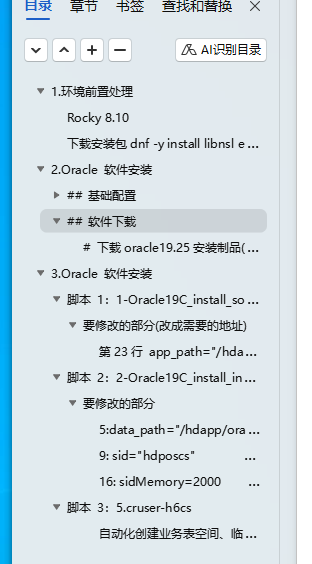 目录 章节 书签 查找和替换
AI识别目录
1.环境前置处理
Rocky 8.10
下载安装包 dnf -y install libnsl e ...
2.Oracle 软件安装
## 基础配置
## 软件下载
# 下载 oracle19.25 安装制品( ...
3.Oracle 软件安装
脚本 1：1-Oracle19C_install_so ...
要修改的部分(改成需要的地址)
第 23 行 app_path="/hda ...
脚本 2：2-Oracle19C_install_in ...
要修改的部分
5:data_path="/hdapp/ora ...
9: sid="hdposcs" ...
16: sidMemory=2000 ...
脚本 3：5.cruser-h6cs
自动化创建业务表空间、临 ...